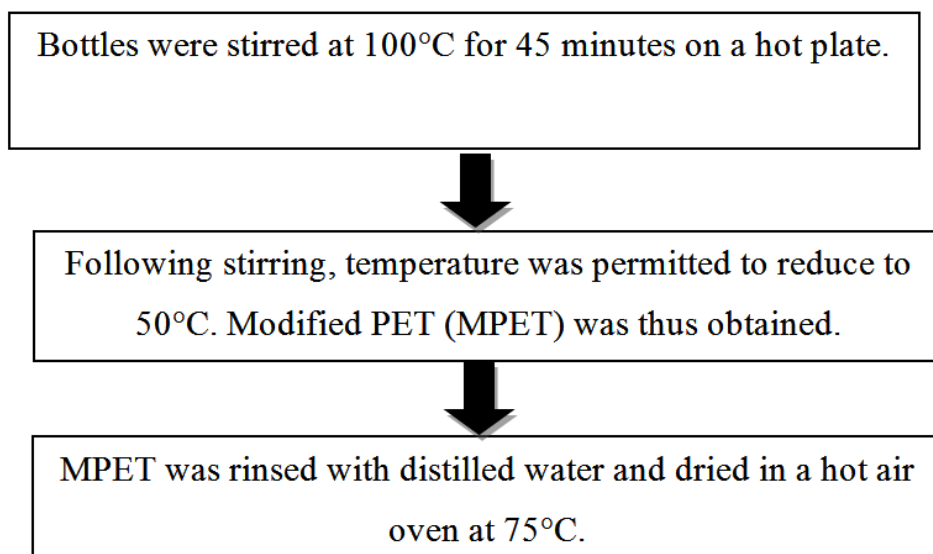 Bottles were stirred at 100°C for 45 minutes on a hot plate.
Following stirring, temperature was permitted to reduce to
50°C. Modified PET (MPET) was thus obtained.
MPET was rinsed with distilled water and dried in a hot air
oven at 75°C.